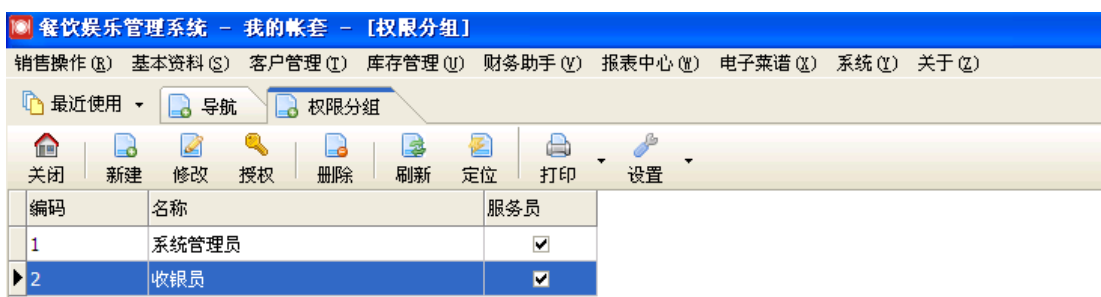 餐饮娱乐管理系统 - 我的帐套 - [权限分组]
销售操作(R) 基本资料(S) 客户管理(T) 库存管理(U) 财务助手(V) 报表中心(W) 电子菜谱(X) 系统(Y) 关于(Z)
最近使用 导航 权限分组
关闭 新建 修改 授权 删除 刷新 定位 打印 设置
编码 名称 服务员
1 系统管理员
2 收银员